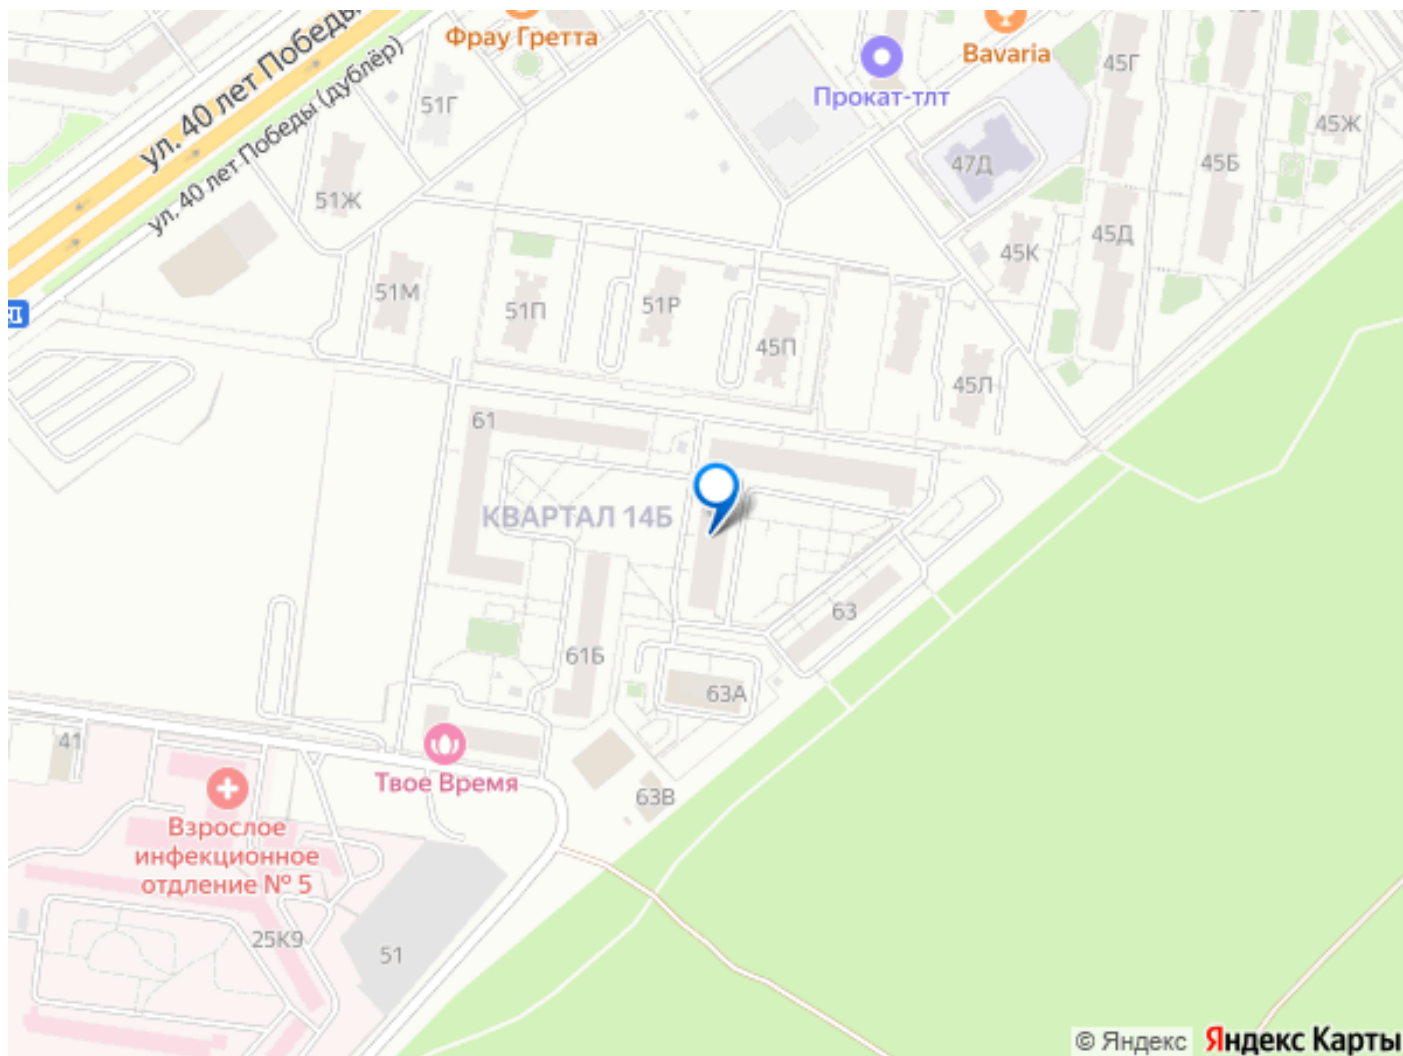 ул. 40 лет Победы
ул. 40 лет Победы (дублёр)
Фрау Гретта
Bavaria
Прокат-тлт
51Г
45Г
45Ж
45Б
47Д
51Ж
45Д
45К
51М
51П
51Р
45П
45Л
61
КВАРТАЛ 14Б
63
61Б
63А
41
Твое Время
63В
Взрослое
инфекционное
отдление № 5
25К9
51
© Яндекс
Яндекс Карты